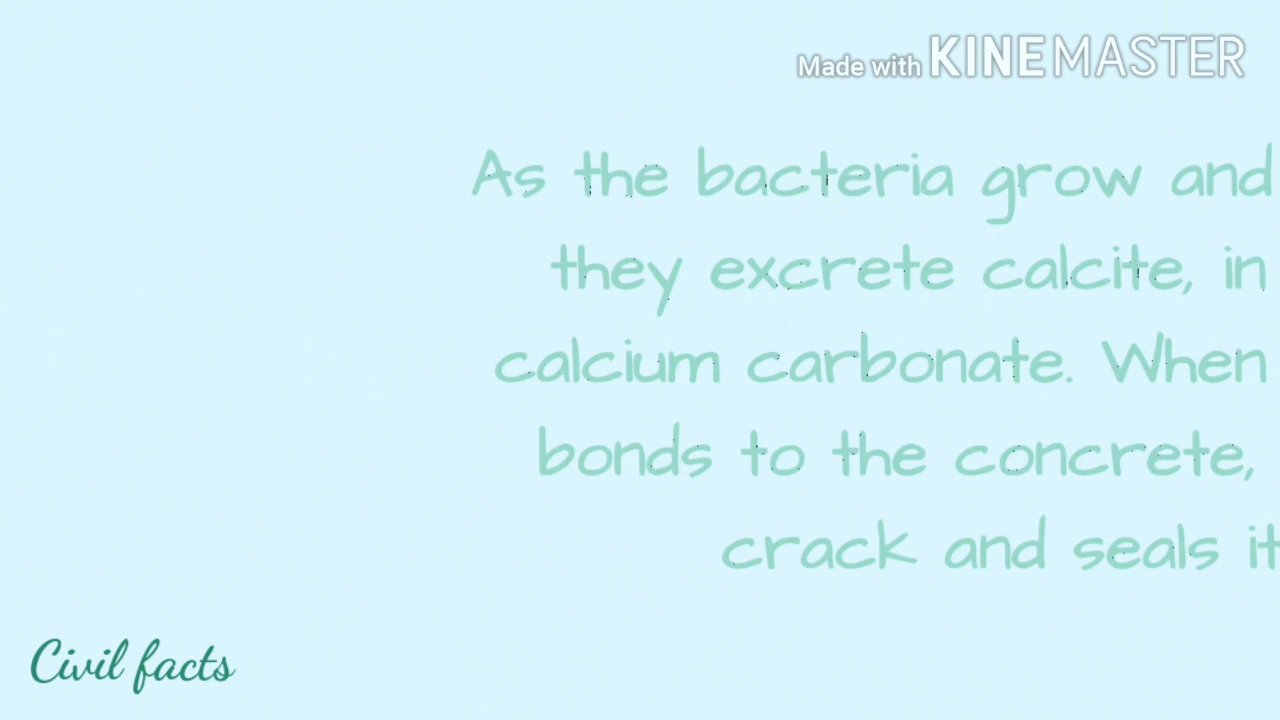 Made with KINEMASTER
As the bacteria grow and
they excrete calcite, in
calcium carbonate. When
bonds to the concrete,
crack and seals it
Civil facts